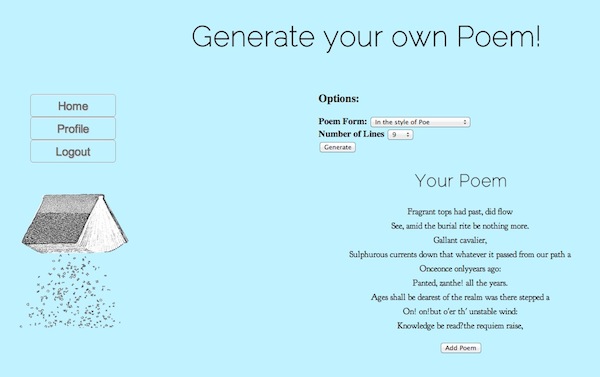 Generate your own Poem!
Home
Profile
Logout
Options:
Poem Form: In the style of Poe
Number of Lines 9
Generate
Your Poem
Fragrant tops had past, did flow
See, amid the burial rite be nothing more.
Gallant cavalier,
Sulphurous currents down that whatever it passed from our path a
Onceonce onlyyears ago:
Panted, zanthe! all the years.
Ages shall be dearest of the realm was there stepped a
On! on!but o'er th' unstable wind:
Knowledge be read?the requiem raise,
Add Poem